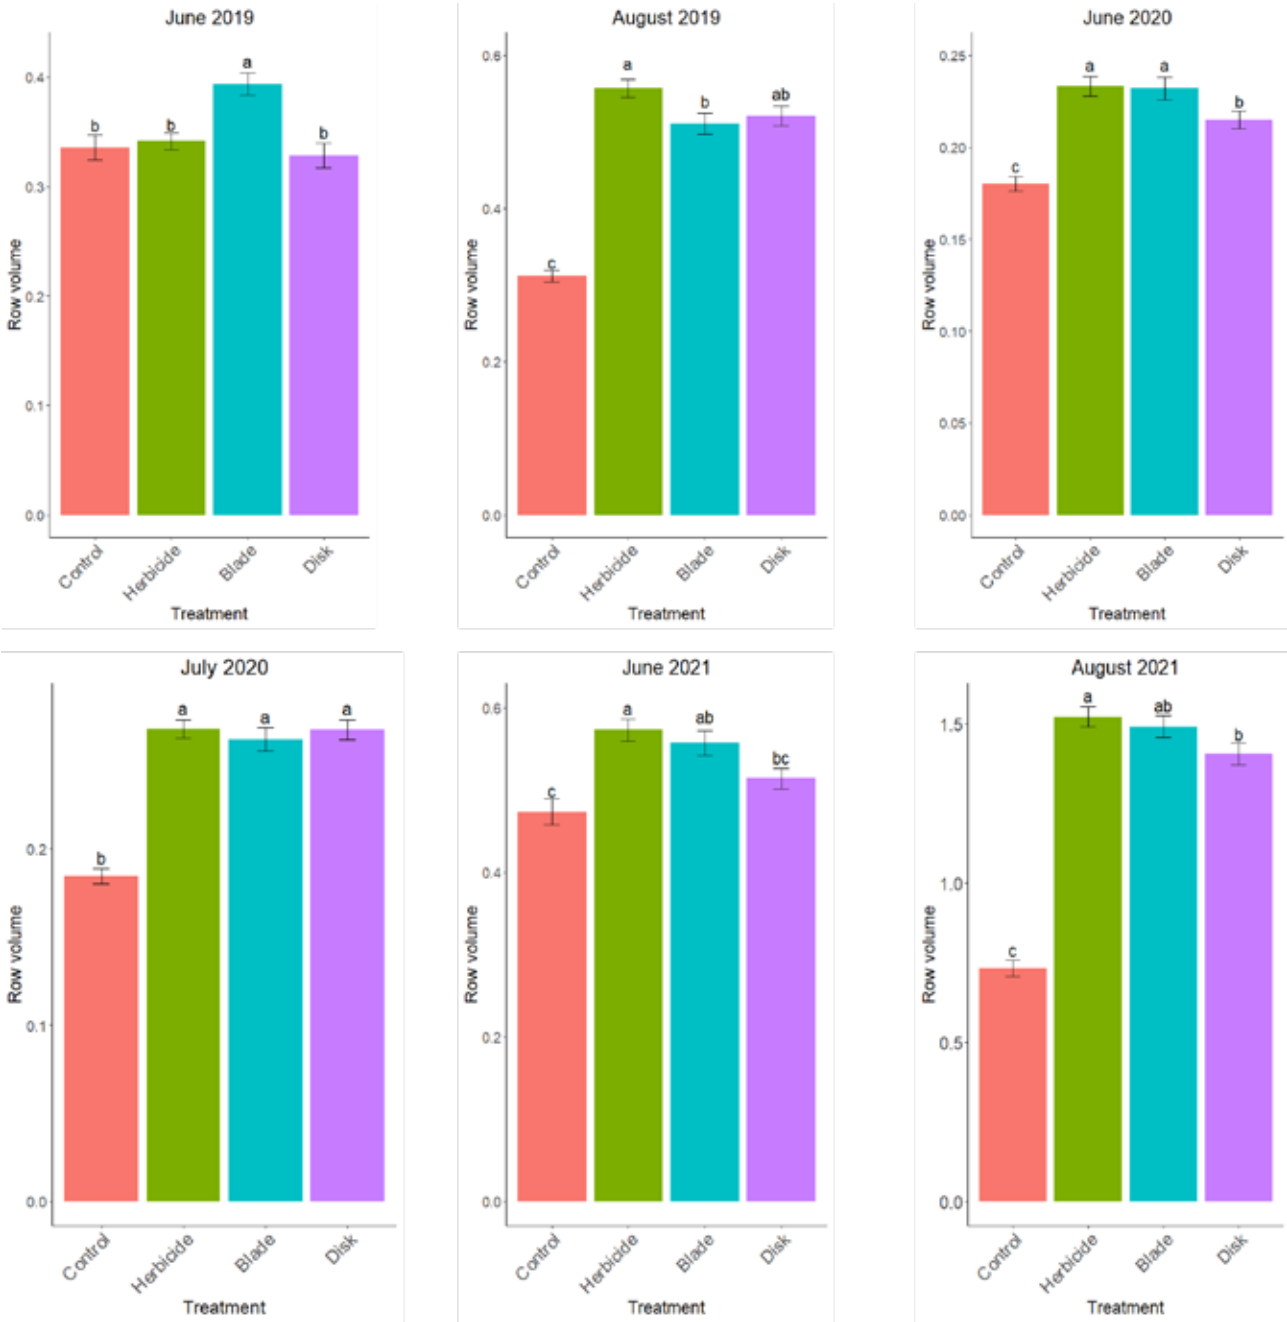 June 2019
b
b
a
b
0.4
0.3
0.2
0.1
0.0
Row volume
Control
Herbicide
Blade
Disk
Treatment
August 2019
c
a
b
ab
0.6
0.4
0.2
0.0
Row volume
Control
Herbicide
Blade
Disk
Treatment
June 2020
c
a
a
b
0.25
0.20
0.15
0.10
0.05
0.00
Row volume
Control
Herbicide
Blade
Disk
Treatment
July 2020
b
a
a
a
0.2
0.1
0.0
Row volume
Control
Herbicide
Blade
Disk
Treatment
June 2021
c
a
ab
bc
0.6
0.4
0.2
0.0
Row volume
Control
Herbicide
Blade
Disk
Treatment
August 2021
c
a
ab
b
1.5
1.0
0.5
0.0
Row volume
Control
Herbicide
Blade
Disk
Treatment